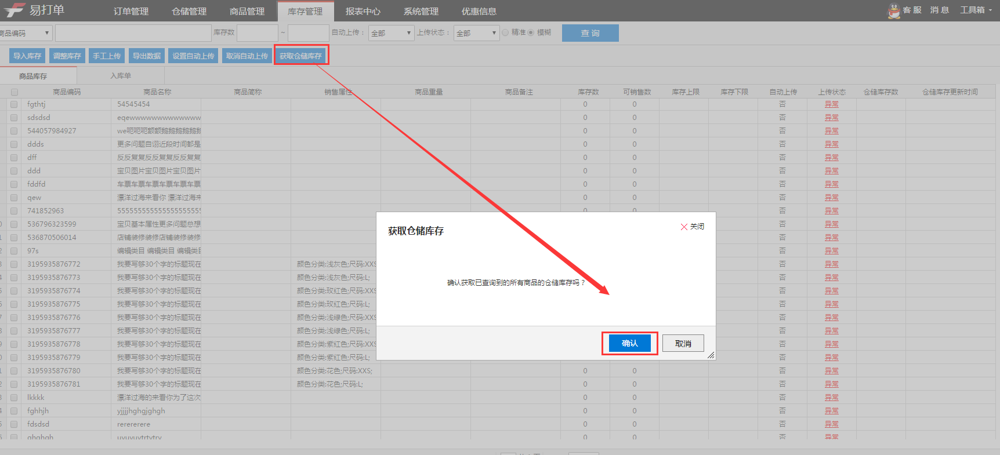 易打单 订单管理 仓储管理 商品管理 库存管理 报表中心 系统管理 优惠信息 客 服 消 息 工具箱
商品编码 库存数 ~ 自动上传： 全部 上传状态： 全部 精准 模糊 查 询
导入库存 调整库存 手工上传 导出数据 设置自动上传 取消自动上传 获取仓储库存
商品库存 入库单
商品编码 商品名称 商品简称 销售属性 商品重量 商品备注 库存数 可销售数 库存上限 库存下限 自动上传 上传状态 仓储库存数 仓储库存更新时间
fgthtj 54545454 0 0 否 异常
sdsdsd eqewwwwwwwwwwwww 0 0 否 异常
544057984927 we呃呃呃额额鹅鹅鹅鹅鹅鹅 0 0 否 异常
ddds 更多问题自诩近段时间都是 0 0 否 异常
dff 反反复复反反复复反反复复 0 0 否 异常
ddd 宝贝图片宝贝图片宝贝图片 0 0 否 异常
fddfd 车票车票车票车票车票车票 0 0 否 异常
qew 漂洋过海来看你 漂洋过海来 0 0 否 异常
741852963 0 0 否 异常
536796323599 宝贝基本属性更多问题总想 否 异常
536870506014 店铺装修装修店铺装修装修 否 异常
97s 编辑类目 编辑类目 编辑类目 否 异常
3195935876772 我要写够30个字的标题现在 颜色分类:浅灰色;尺码:XXS 否 异常
3195935876773 我要写够30个字的标题现在 颜色分类:浅灰色;尺码:L; 否 异常
3195935876774 我要写够30个字的标题现在 颜色分类:玫红色;尺码:XXS 否 异常
3195935876775 我要写够30个字的标题现在 颜色分类:玫红色;尺码:L; 否 异常
3195935876776 我要写够30个字的标题现在 颜色分类:浅绿色;尺码:XXS 否 异常
3195935876777 我要写够30个字的标题现在 颜色分类:浅绿色;尺码:L; 否 异常
3195935876778 我要写够30个字的标题现在 颜色分类:紫红色;尺码:XXS 否 异常
3195935876779 我要写够30个字的标题现在 颜色分类:紫红色;尺码:L; 否 异常
3195935876780 我要写够30个字的标题现在 颜色分类:花色;尺码:XXS; 0 0 否 异常
3195935876781 我要写够30个字的标题现在 颜色分类:花色;尺码:L; 0 0 否 异常
lkkkk 漂洋过海的来看你为了这次 0 0 否 异常
fghhjh yjjjjhghgjghgh 0 0 否 异常
fdsdsd rerererere 0 0 否 异常
ghghgh uyuyuytrtytry 0 0 否 异常
获取仓储库存 关闭
确认获取已查询到的所有商品的仓储库存吗？
确认 取消